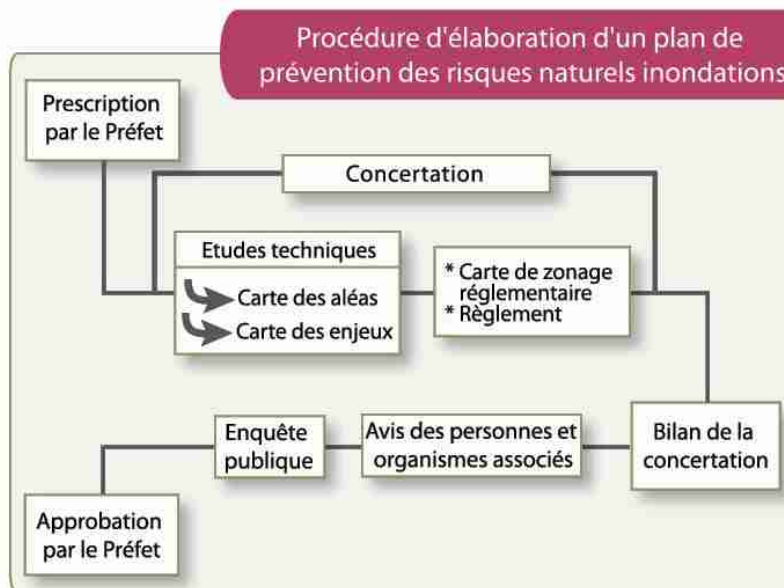 Procédure d'élaboration d'un plan de
prévention des risques naturels inondations
Prescription
par le Préfet
Concertation
Etudes techniques
Carte des aléas
Carte des enjeux
* Carte de zonage
réglementaire
* Règlement
Bilan de la
concertation
Avis des personnes et
organismes associés
Enquête
publique
Approbation
par le Préfet